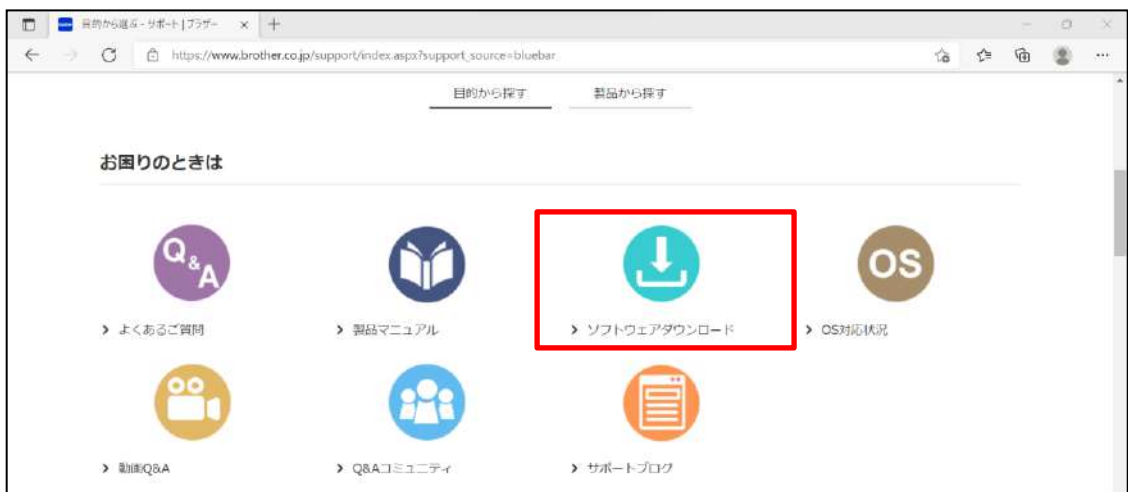 目的から選ぶ - サポート | ブラザー
https://www.brother.co.jp/support/index.aspx?support_source=bluebar
目的から探す 製品から探す
お困りのときは
Q&A
OS
よくあるご質問 製品マニュアル ソフトウェアダウンロード OS対応状況
動画Q&A Q&Aコミュニティ サポートブログ